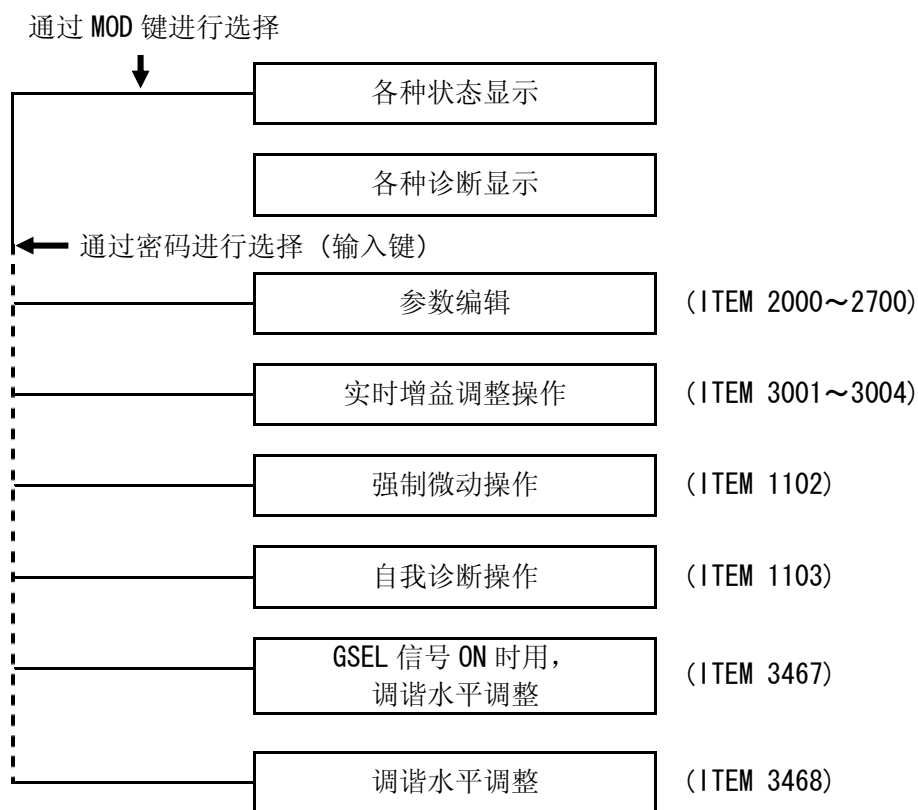 通过 MOD 键进行选择
各种状态显示
各种诊断显示
通过密码进行选择 (输入键)
参数编辑 (ITEM 2000～2700)
实时增益调整操作 (ITEM 3001～3004)
强制微动操作 (ITEM 1102)
自我诊断操作 (ITEM 1103)
GSEL 信号 ON 时用，
调谐水平调整 (ITEM 3467)
调谐水平调整 (ITEM 3468)